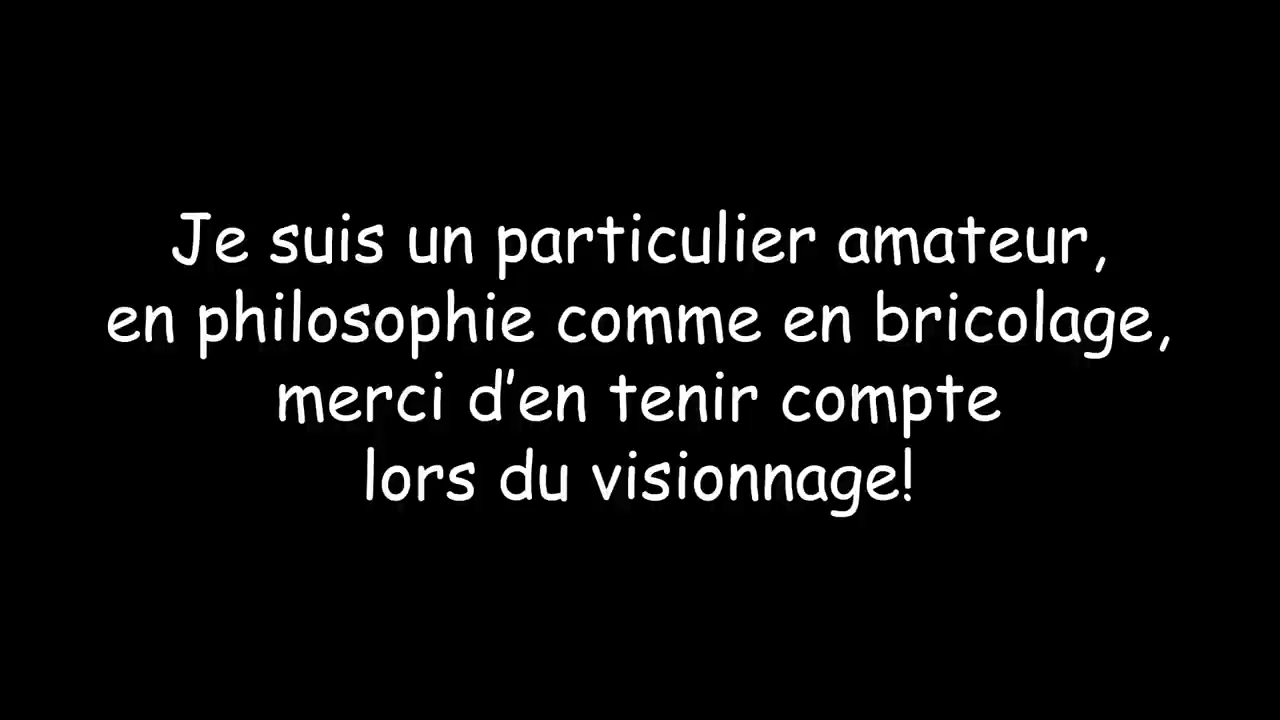 Je suis un particulier amateur,
en philosophie comme en bricolage,
merci d’en tenir compte
lors du visionnage!